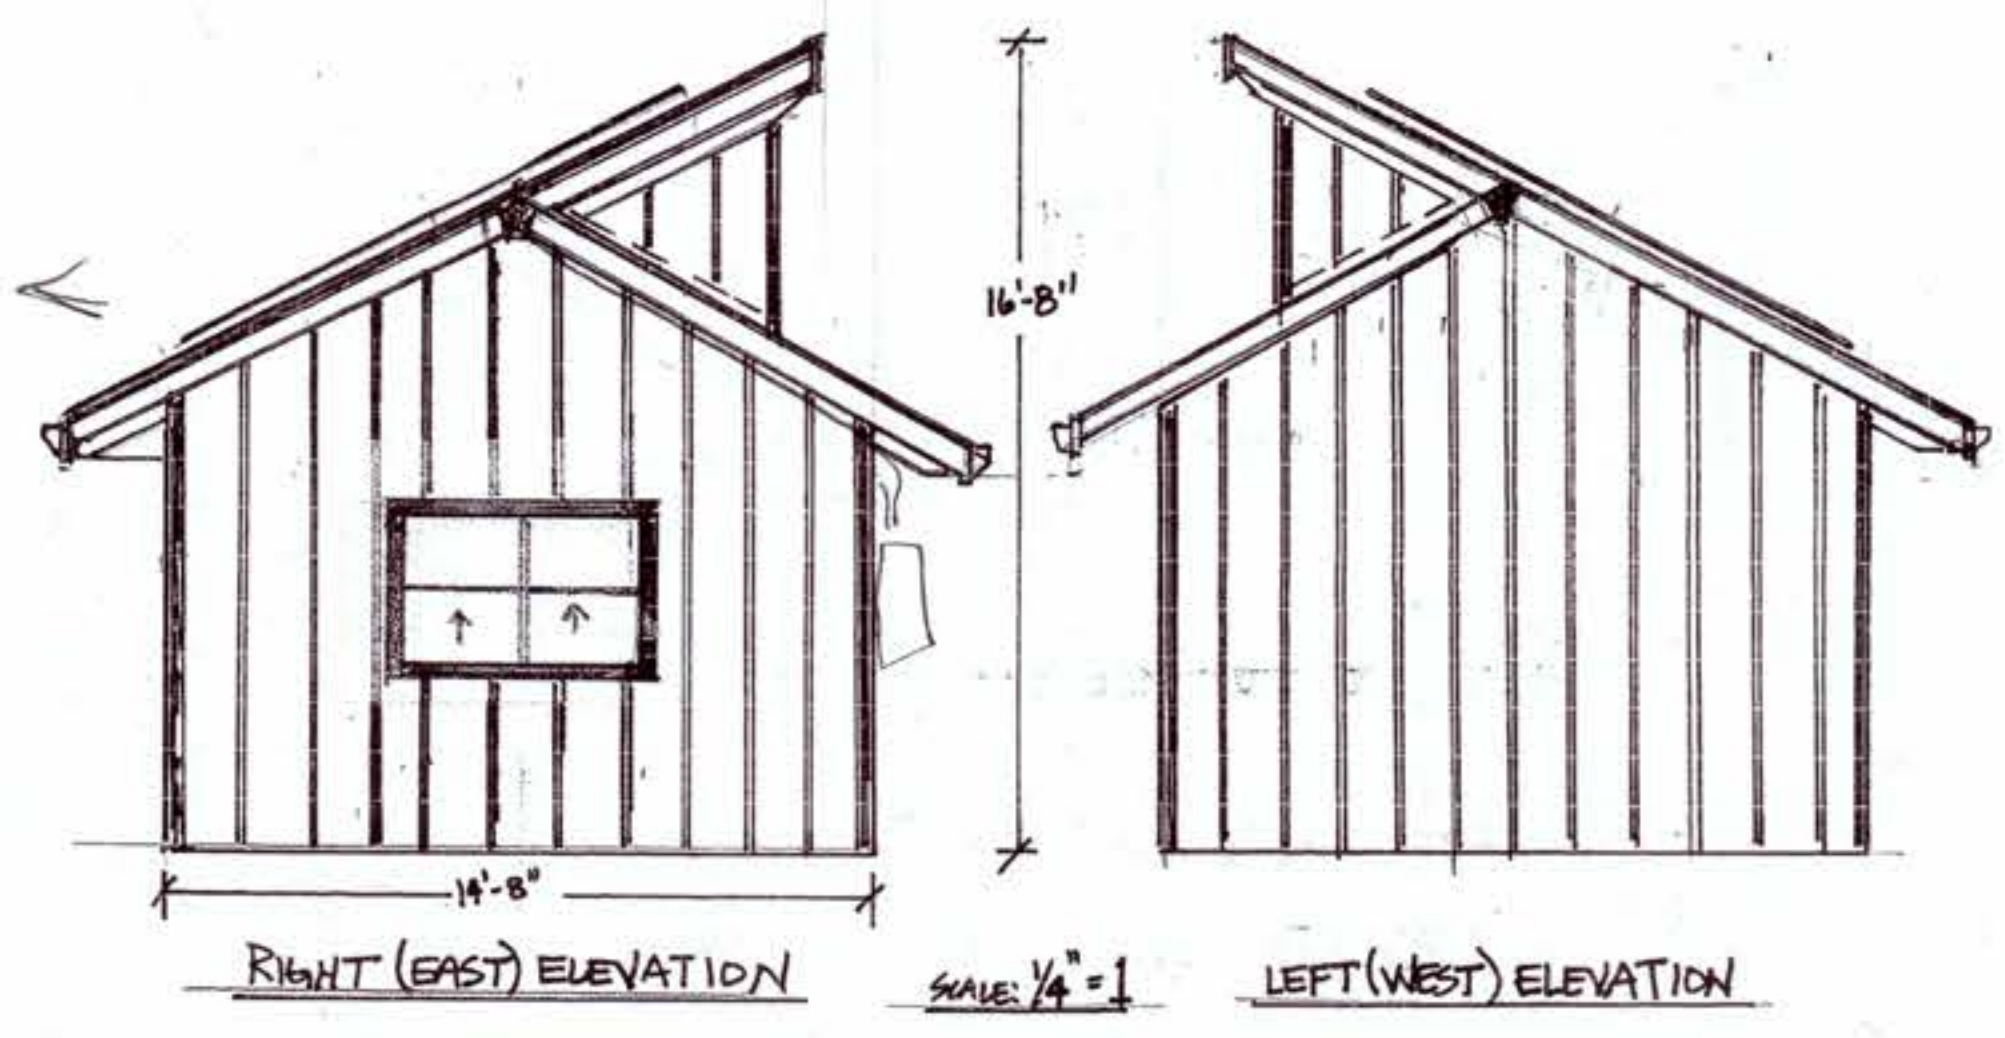 16'-8"
14'-8"
RIGHT (EAST) ELEVATION
SCALE: 1/4" = 1
LEFT (WEST) ELEVATION